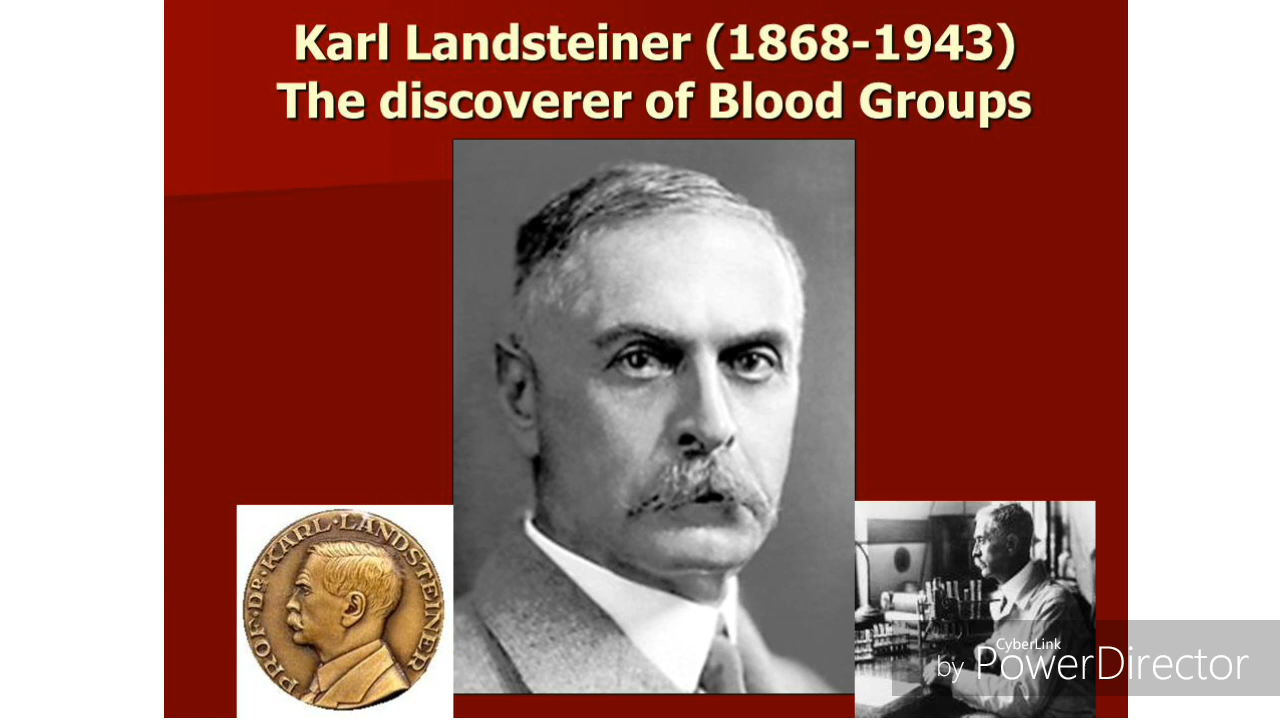 Karl Landsteiner (1868-1943)
The discoverer of Blood Groups
PROF·DR·KARL·LANDSTEINER
CyberLink
by PowerDirector